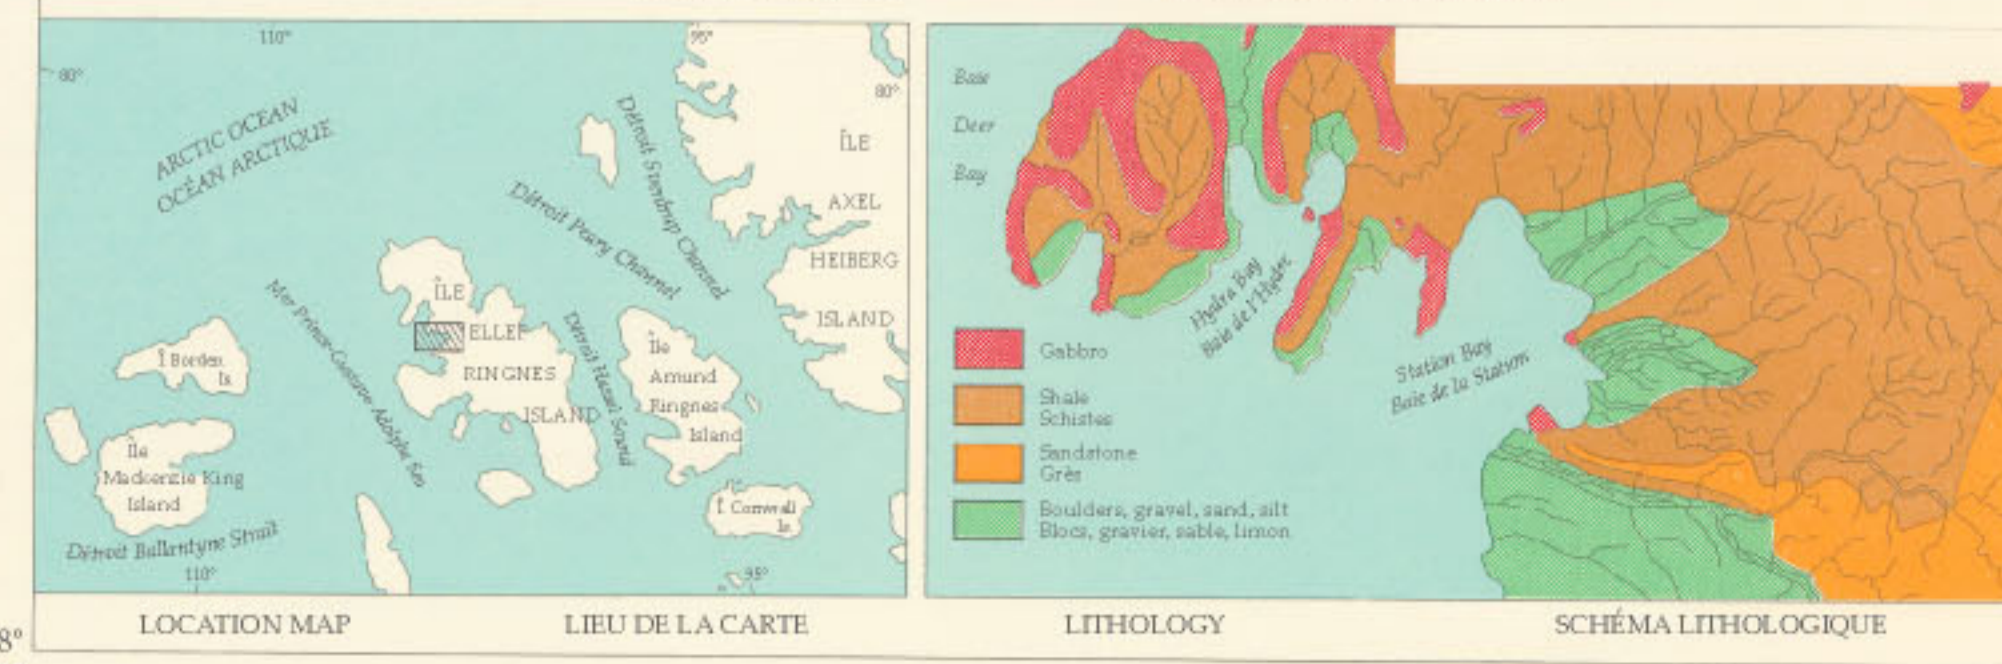 110°
95°
80°
80°
ARCTIC OCEAN
OCÉAN ARCTIQUE
Détroit Sverdrup Channel
Détroit Peary Channel
ÎLE
AXEL
HEIBERG
ISLAND
Mer Prince-Gustave Adolphe Sea
ÎLE
ELLEF
RINGNES
ISLAND
Détroit Hassel Sound
Île
Amund
Ringnes
Island
Î Borden
Is.
Île
Mackenzie King
Island
Î. Cornwall
Is.
Détroit Ballantyne Strait
110°
95°
LOCATION MAP
LIEU DE LA CARTE
8°
Baie
Deer
Bay
Hydra Bay
Baie de l'Hydre
Station Bay
Baie de la Station
Gabbro
Shale
Schistes
Sandstone
Grès
Boulders, gravel, sand, silt
Blocs, gravier, sable, limon
LITHOLOGY
SCHÉMA LITHOLOGIQUE